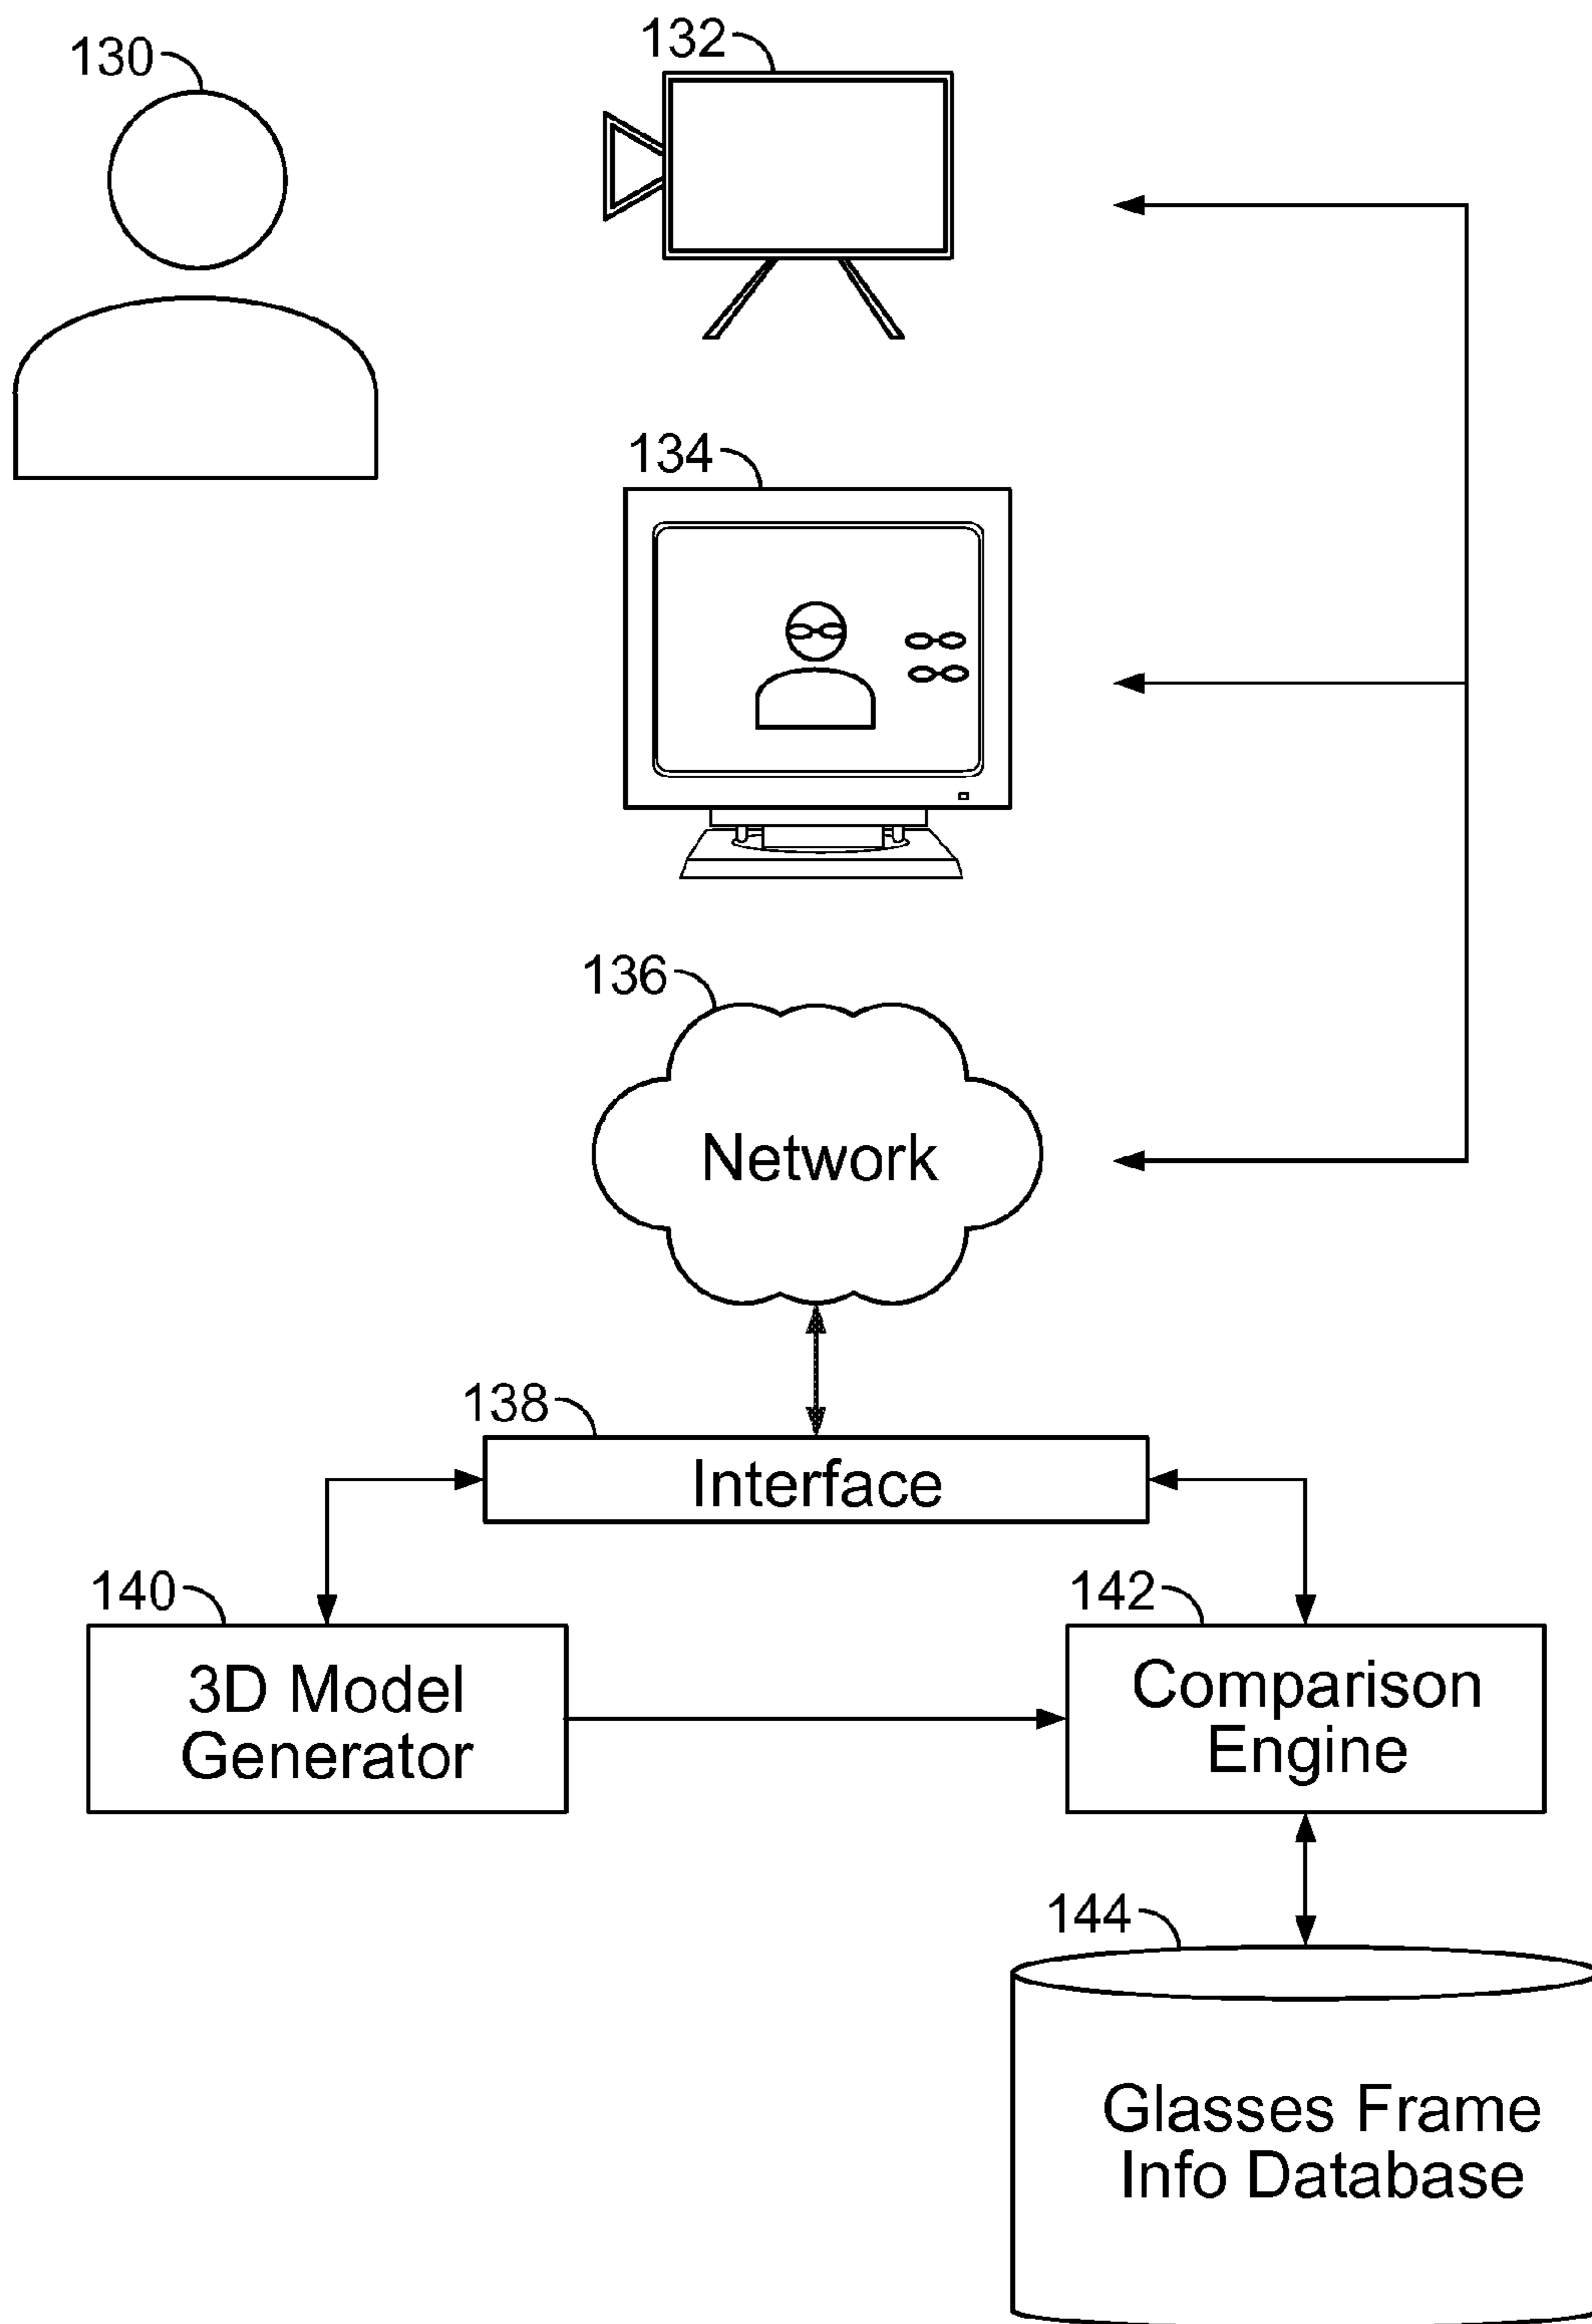 130
132
134
136
Network
138
Interface
140
142
3D Model
Generator
Comparison
Engine
144
Glasses Frame
Info Database